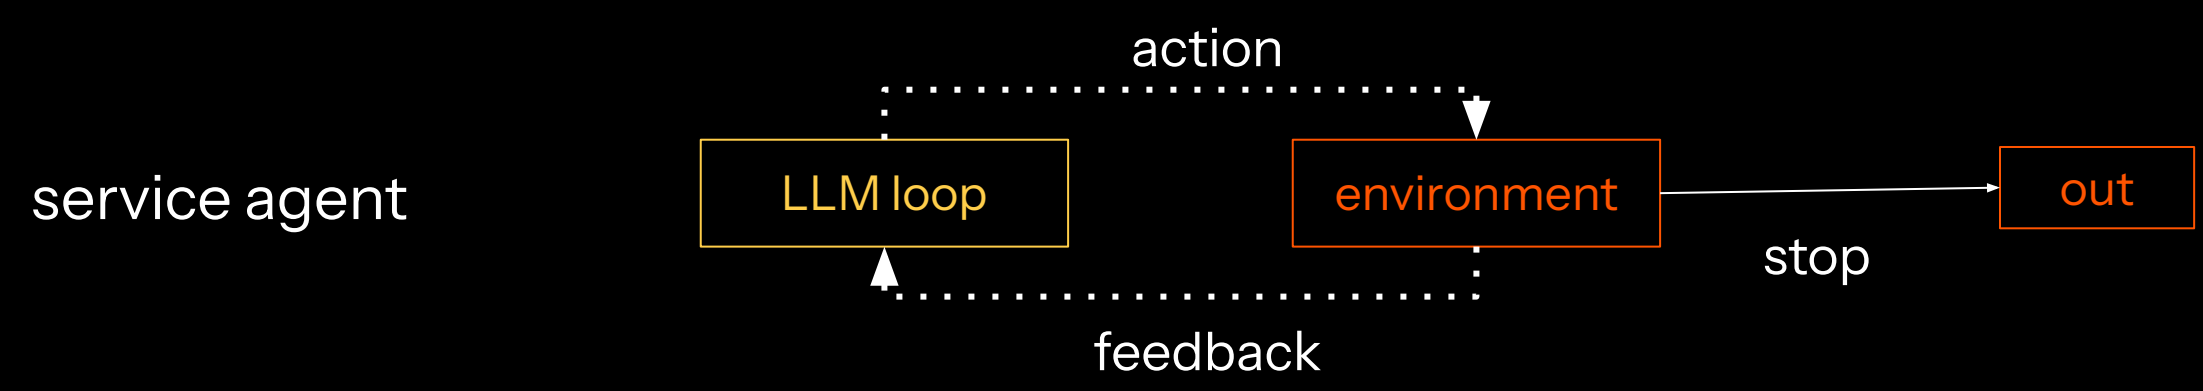 action
service agent
LLM loop
environment
out
stop
feedback